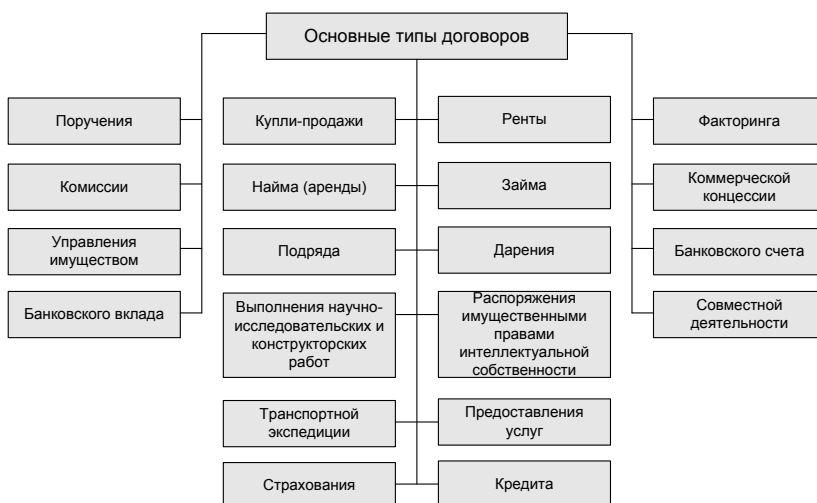 Основные типы договоров
Поручения
Купли-продажи
Ренты
Факторинга
Комиссии
Найма (аренды)
Займа
Коммерческой
концессии
Управления
имуществом
Подряда
Дарения
Банковского счета
Банковского вклада
Выполнения научно-
исследовательских и
конструкторских
работ
Распоряжения
имущественными
правами
интеллектуальной
собственности
Совместной
деятельности
Транспортной
экспедиции
Предоставления
услуг
Страхования
Кредита